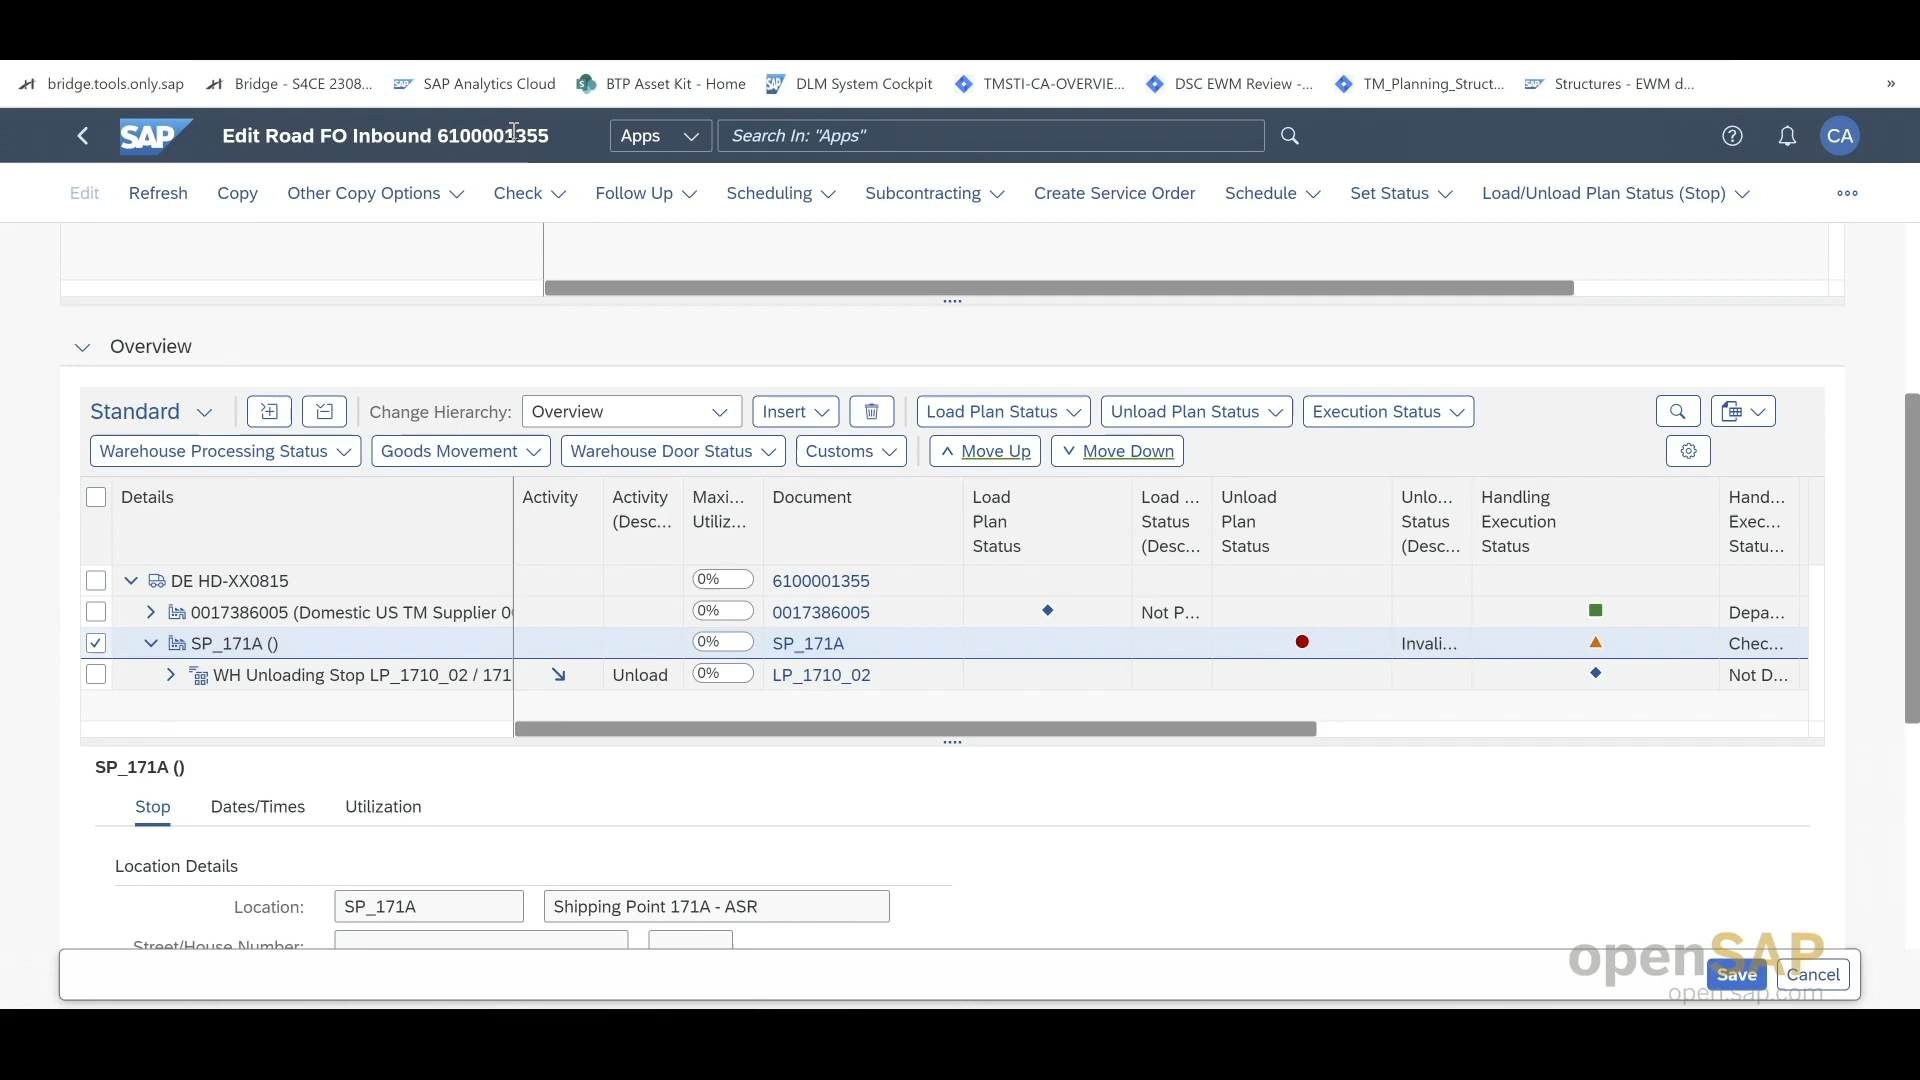 bridge.tools.only.sap Bridge - S4CE 2308... SAP Analytics Cloud BTP Asset Kit - Home DLM System Cockpit TMSTI-CA-OVERVIE... DSC EWM Review -... TM_Planning_Struct... Structures - EWM d... »
SAP Edit Road FO Inbound 6100001355 Apps Search In: "Apps" CA
Edit Refresh Copy Other Copy Options Check Follow Up Scheduling Subcontracting Create Service Order Schedule Set Status Load/Unload Plan Status (Stop)
Overview
Standard Change Hierarchy: Overview Insert Load Plan Status Unload Plan Status Execution Status
Warehouse Processing Status Goods Movement Warehouse Door Status Customs Move Up Move Down
Details Activity Activity Maxi... Document Load Load ... Unload Unlo... Handling Hand...
(Desc... Utiliz... Plan Status Plan Status Execution Exec...
Status (Desc... Status (Desc... Status Statu...
DE HD-XX0815 0% 6100001355
0017386005 (Domestic US TM Supplier 0 0% 0017386005 Not P... Depa...
SP_171A () 0% SP_171A Invali... Chec...
WH Unloading Stop LP_1710_02 / 171 Unload 0% LP_1710_02 Not D...
SP_171A ()
Stop Dates/Times Utilization
Location Details
Location: SP_171A Shipping Point 171A - ASR
Street/House Number:
openSAP
Save Cancel
open.sap.com